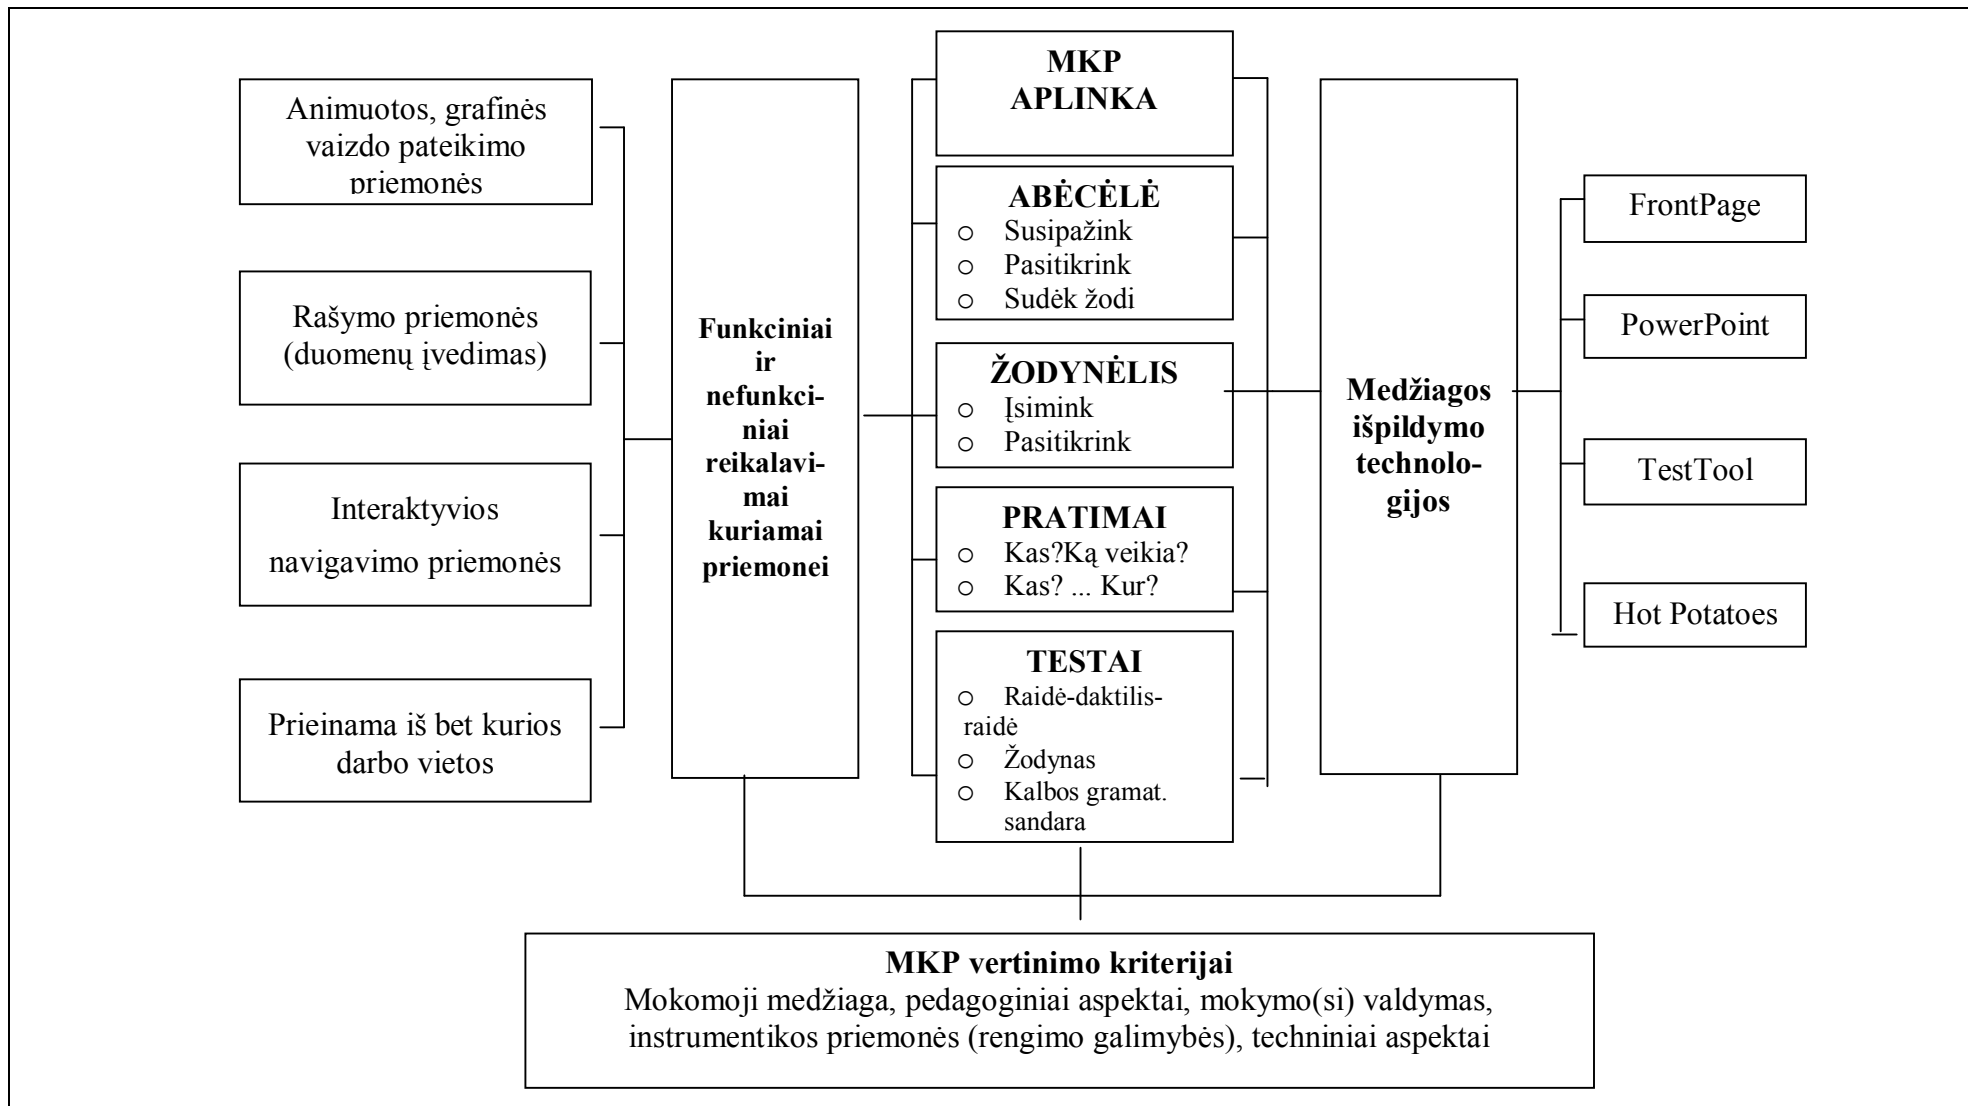 Animuotos, grafinės
vaizdo pateikimo
priemonės
Rašymo priemonės
(duomenų įvedimas)
Interaktyvios
navigavimo priemonės
Prieinama iš bet kurios
darbo vietos
Funkciniai
ir
nefunkci-
niai
reikalavi-
mai
kuriamai
priemonei
MKP
APLINKA
ABĖCĖLĖ
o Susipažink
o Pasitikrink
o Sudėk žodi
ŽODYNĖLIS
o Įsimink
o Pasitikrink
PRATIMAI
o Kas?Ką veikia?
o Kas? ... Kur?
TESTAI
o Raidė-daktilis-
raidė
o Žodynas
o Kalbos gramat.
sandara
Medžiagos
išpildymo
technolo-
gijos
FrontPage
PowerPoint
TestTool
Hot Potatoes
MKP vertinimo kriterijai
Mokomoji medžiaga, pedagoginiai aspektai, mokymo(si) valdymas,
instrumentikos priemonės (rengimo galimybės), techniniai aspektai